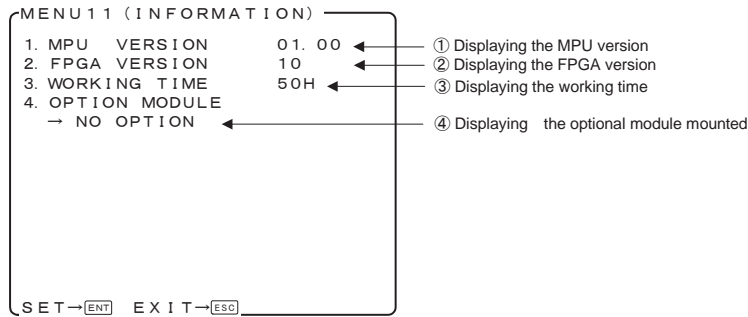 MENU11 (INFORMATION)
1. MPU VERSION 01. 00 ① Displaying the MPU version
2. FPGA VERSION 10 ② Displaying the FPGA version
3. WORKING TIME 50H ③ Displaying the working time
4. OPTION MODULE
→ NO OPTION ④ Displaying the optional module mounted
SET→ENT EXIT→ESC